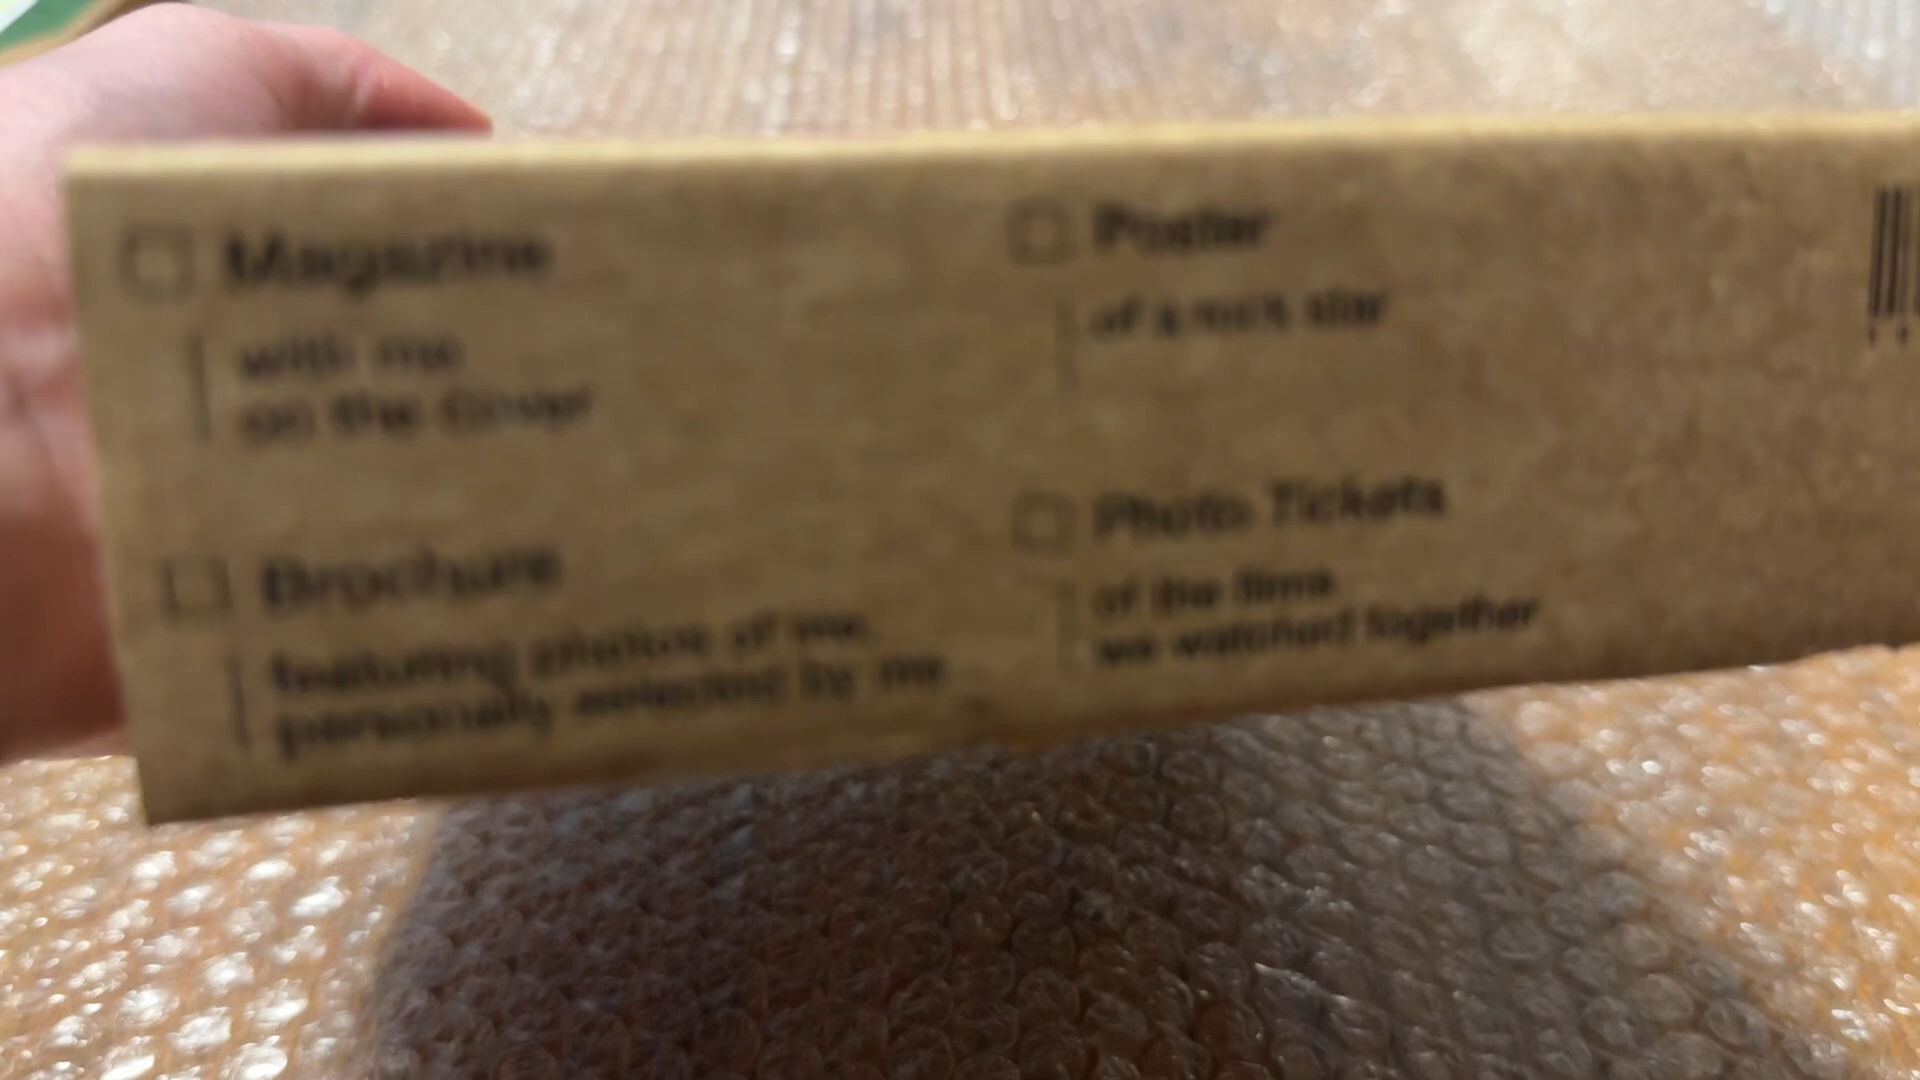 Magazine
with me
on the Cover
Brochure
featuring photos of me,
personally selected by me
Poster
of a rock star
Photo Tickets
of the films
we watched together